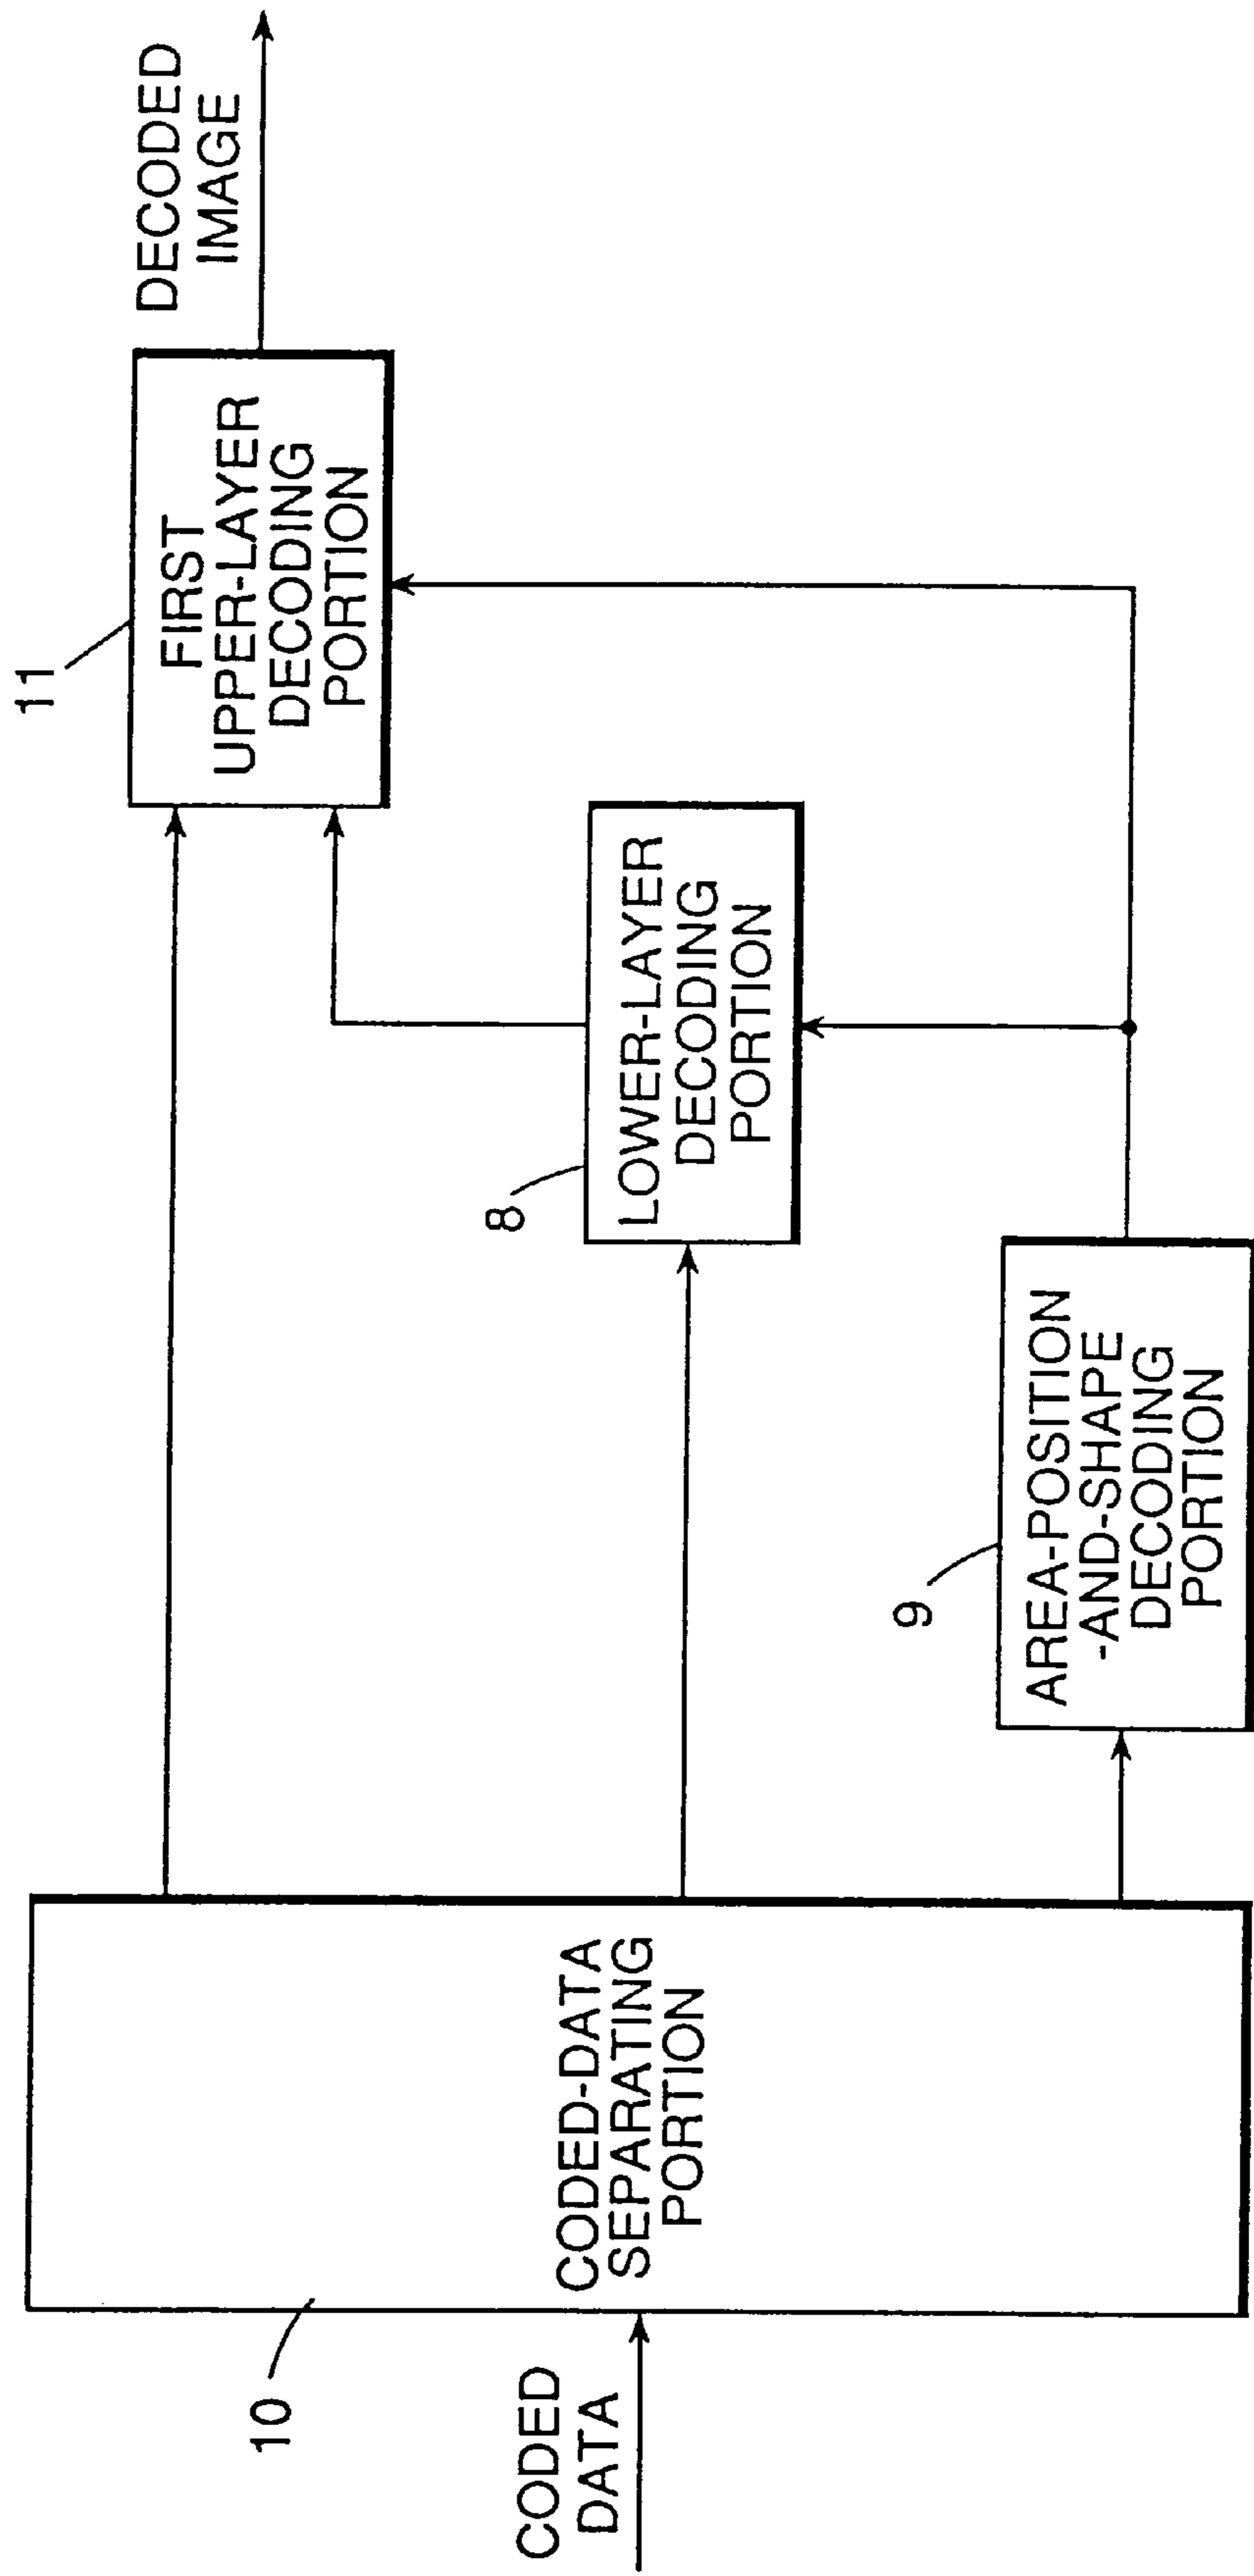 CODED
DATA
10
CODED-DATA
SEPARATING
PORTION
9
AREA-POSITION
-AND-SHAPE
DECODING
PORTION
8
LOWER-LAYER
DECODING
PORTION
11
FIRST
UPPER-LAYER
DECODING
PORTION
DECODED
IMAGE